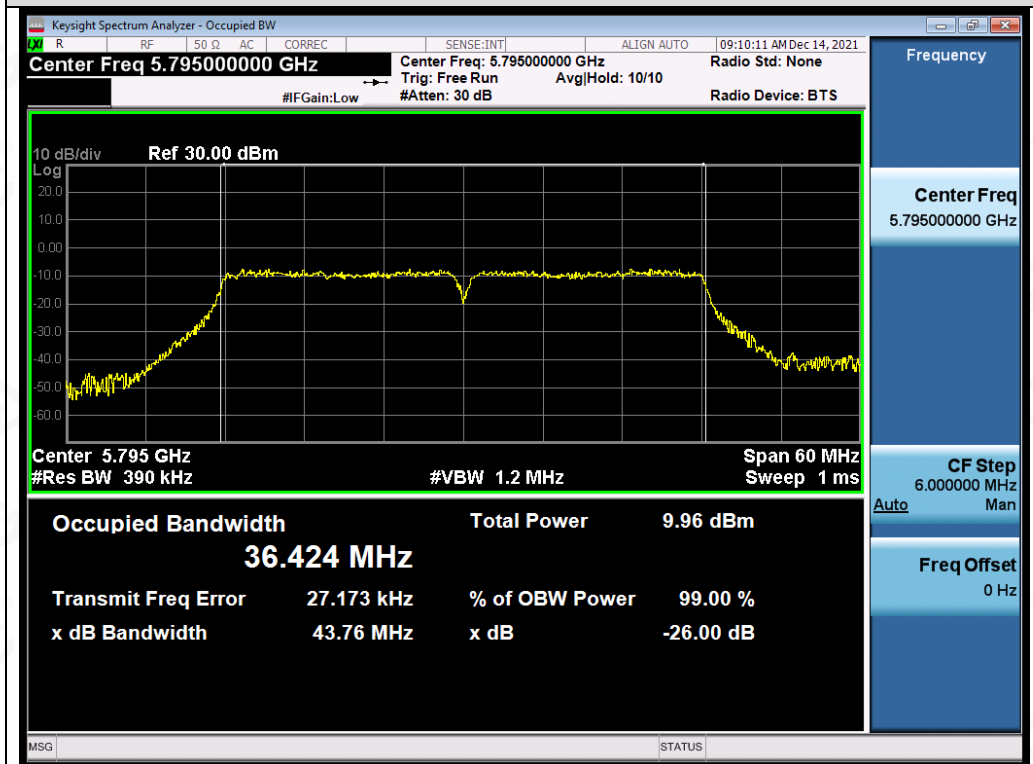 Keysight Spectrum Analyzer - Occupied BW
LXI R RF 50 Ω AC CORREC SENSE:INT ALIGN AUTO 09:10:11 AM Dec 14, 2021
Center Freq 5.795000000 GHz Center Freq: 5.795000000 GHz Radio Std: None
Trig: Free Run Avg|Hold: 10/10
#IFGain:Low #Atten: 30 dB Radio Device: BTS
Frequency
10 dB/div Ref 30.00 dBm
Log
20.0
10.0
0.00
-10.0
-20.0
-30.0
-40.0
-50.0
-60.0
Center 5.795 GHz Span 60 MHz
#Res BW 390 kHz #VBW 1.2 MHz Sweep 1 ms
Center Freq
5.795000000 GHz
CF Step
6.000000 MHz
Auto Man
Freq Offset
0 Hz
Occupied Bandwidth Total Power 9.96 dBm
36.424 MHz
Transmit Freq Error 27.173 kHz % of OBW Power 99.00 %
x dB Bandwidth 43.76 MHz x dB -26.00 dB
MSG STATUS